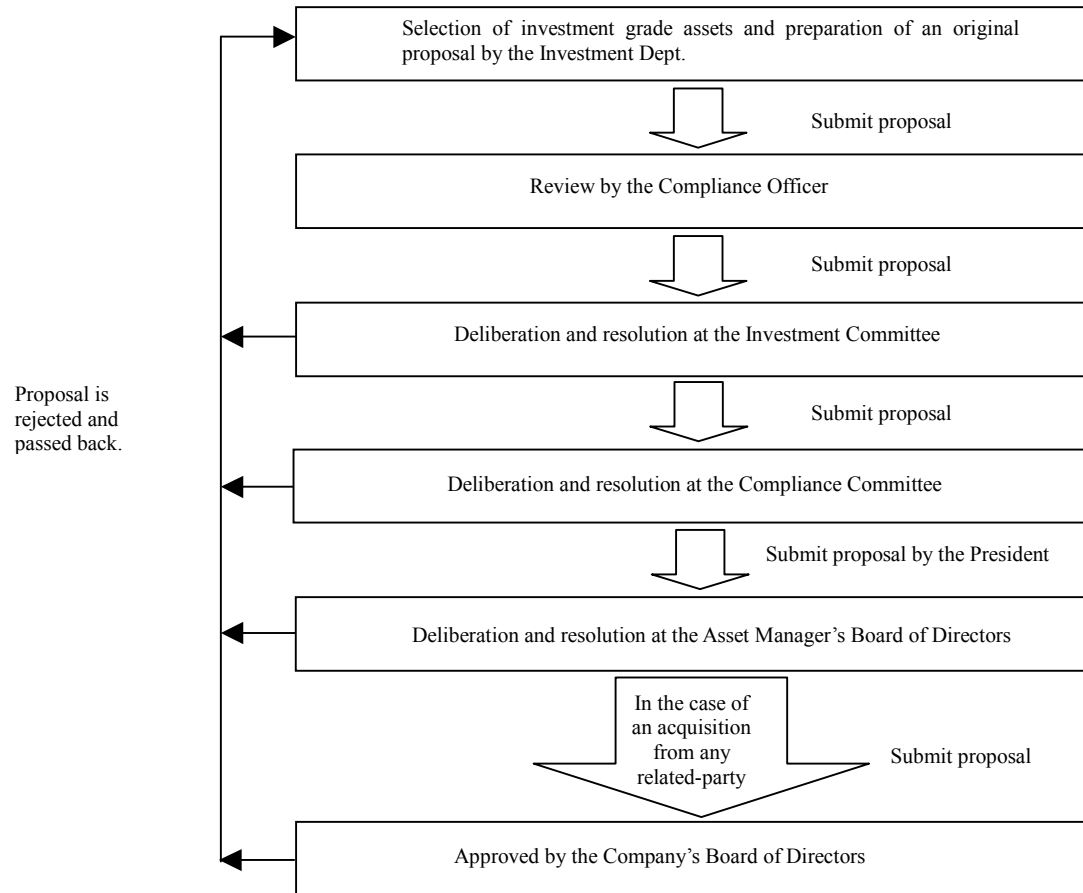 Selection of investment grade assets and preparation of an original
proposal by the Investment Dept.
Submit proposal
Review by the Compliance Officer
Submit proposal
Deliberation and resolution at the Investment Committee
Proposal is
rejected and
passed back.
Submit proposal
Deliberation and resolution at the Compliance Committee
Submit proposal by the President
Deliberation and resolution at the Asset Manager’s Board of Directors
In the case of
an acquisition
from any
related-party
Submit proposal
Approved by the Company’s Board of Directors